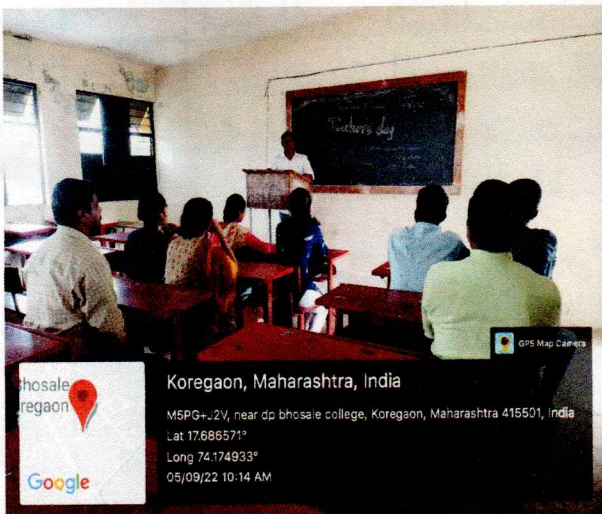 Teacher's day
GPS Map Camera
Bhosale
regaon
Google
Koregaon, Maharashtra, India
M5PG+J2V, near dp bhosale college, Koregaon, Maharashtra 415501, India
Lat 17.686571°
Long 74.174933°
05/09/22 10:14 AM